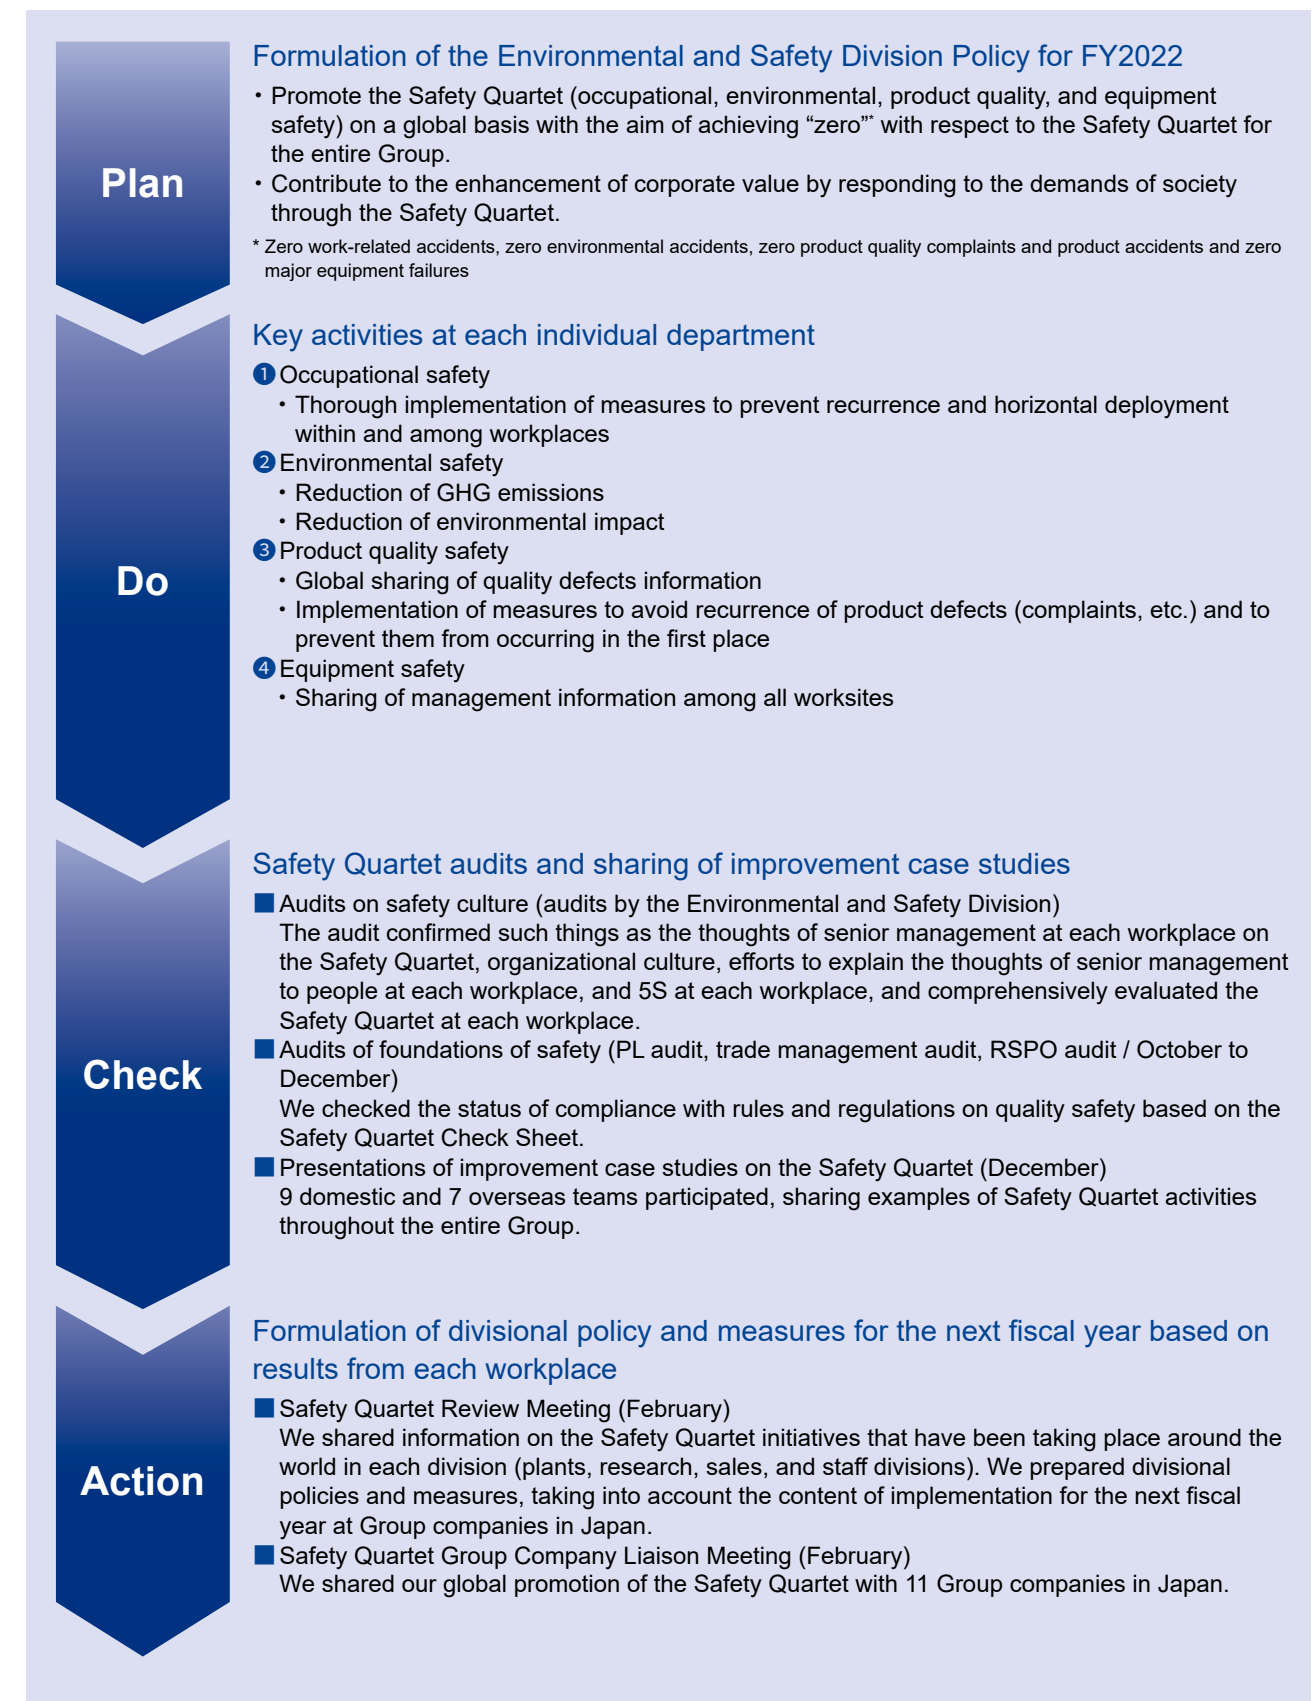 Plan
Formulation of the Environmental and Safety Division Policy for FY2022
・Promote the Safety Quartet (occupational, environmental, product quality, and equipment
safety) on a global basis with the aim of achieving “zero”* with respect to the Safety Quartet for
the entire Group.
・Contribute to the enhancement of corporate value by responding to the demands of society
through the Safety Quartet.
* Zero work-related accidents, zero environmental accidents, zero product quality complaints and product accidents and zero
major equipment failures
Do
Key activities at each individual department
❶Occupational safety
・Thorough implementation of measures to prevent recurrence and horizontal deployment
within and among workplaces
❷Environmental safety
・Reduction of GHG emissions
・Reduction of environmental impact
❸Product quality safety
・Global sharing of quality defects information
・Implementation of measures to avoid recurrence of product defects (complaints, etc.) and to
prevent them from occurring in the first place
❹Equipment safety
・Sharing of management information among all worksites
Check
Safety Quartet audits and sharing of improvement case studies
■Audits on safety culture (audits by the Environmental and Safety Division)
The audit confirmed such things as the thoughts of senior management at each workplace on
the Safety Quartet, organizational culture, efforts to explain the thoughts of senior management
to people at each workplace, and 5S at each workplace, and comprehensively evaluated the
Safety Quartet at each workplace.
■Audits of foundations of safety (PL audit, trade management audit, RSPO audit / October to
December)
We checked the status of compliance with rules and regulations on quality safety based on the
Safety Quartet Check Sheet.
■Presentations of improvement case studies on the Safety Quartet (December)
9 domestic and 7 overseas teams participated, sharing examples of Safety Quartet activities
throughout the entire Group.
Action
Formulation of divisional policy and measures for the next fiscal year based on
results from each workplace
■Safety Quartet Review Meeting (February)
We shared information on the Safety Quartet initiatives that have been taking place around the
world in each division (plants, research, sales, and staff divisions). We prepared divisional
policies and measures, taking into account the content of implementation for the next fiscal
year at Group companies in Japan.
■Safety Quartet Group Company Liaison Meeting (February)
We shared our global promotion of the Safety Quartet with 11 Group companies in Japan.